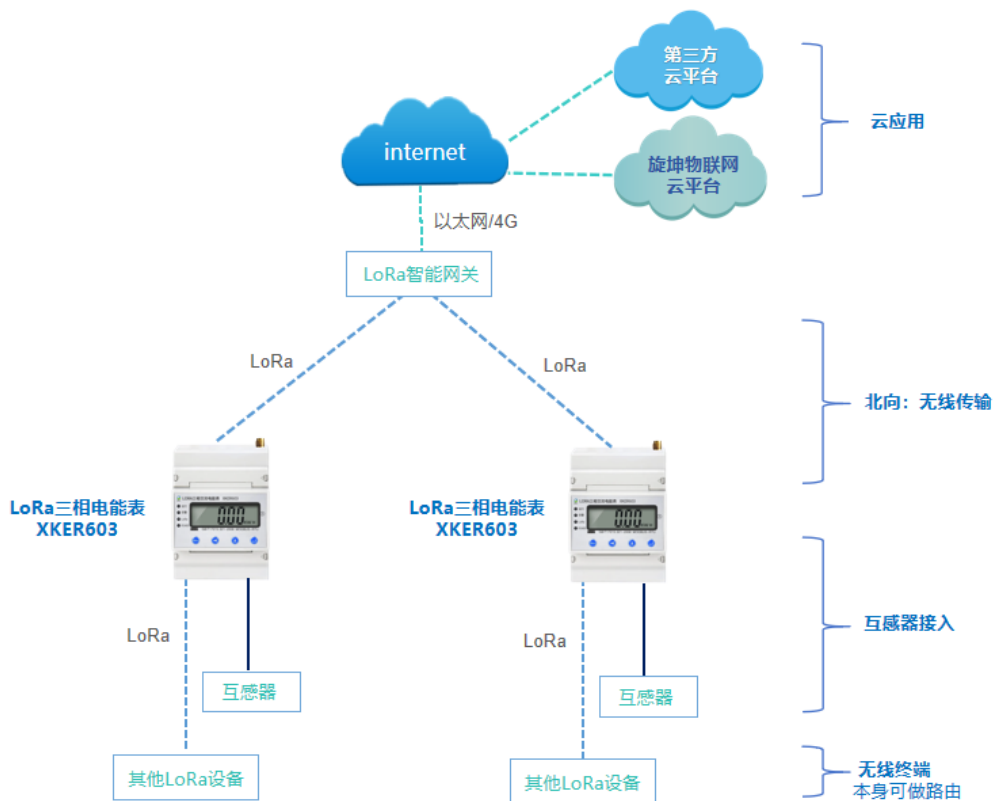 第三方
云平台
云应用
internet
旋坤物联网
云平台
以太网/4G
LoRa智能网关
LoRa
LoRa
北向：无线传输
LoRa三相电能表
XKER603
LoRa三相电能表
XKER603
000
000
LoRa
LoRa
互感器接入
互感器
互感器
其他LoRa设备
其他LoRa设备
无线终端
本身可做路由